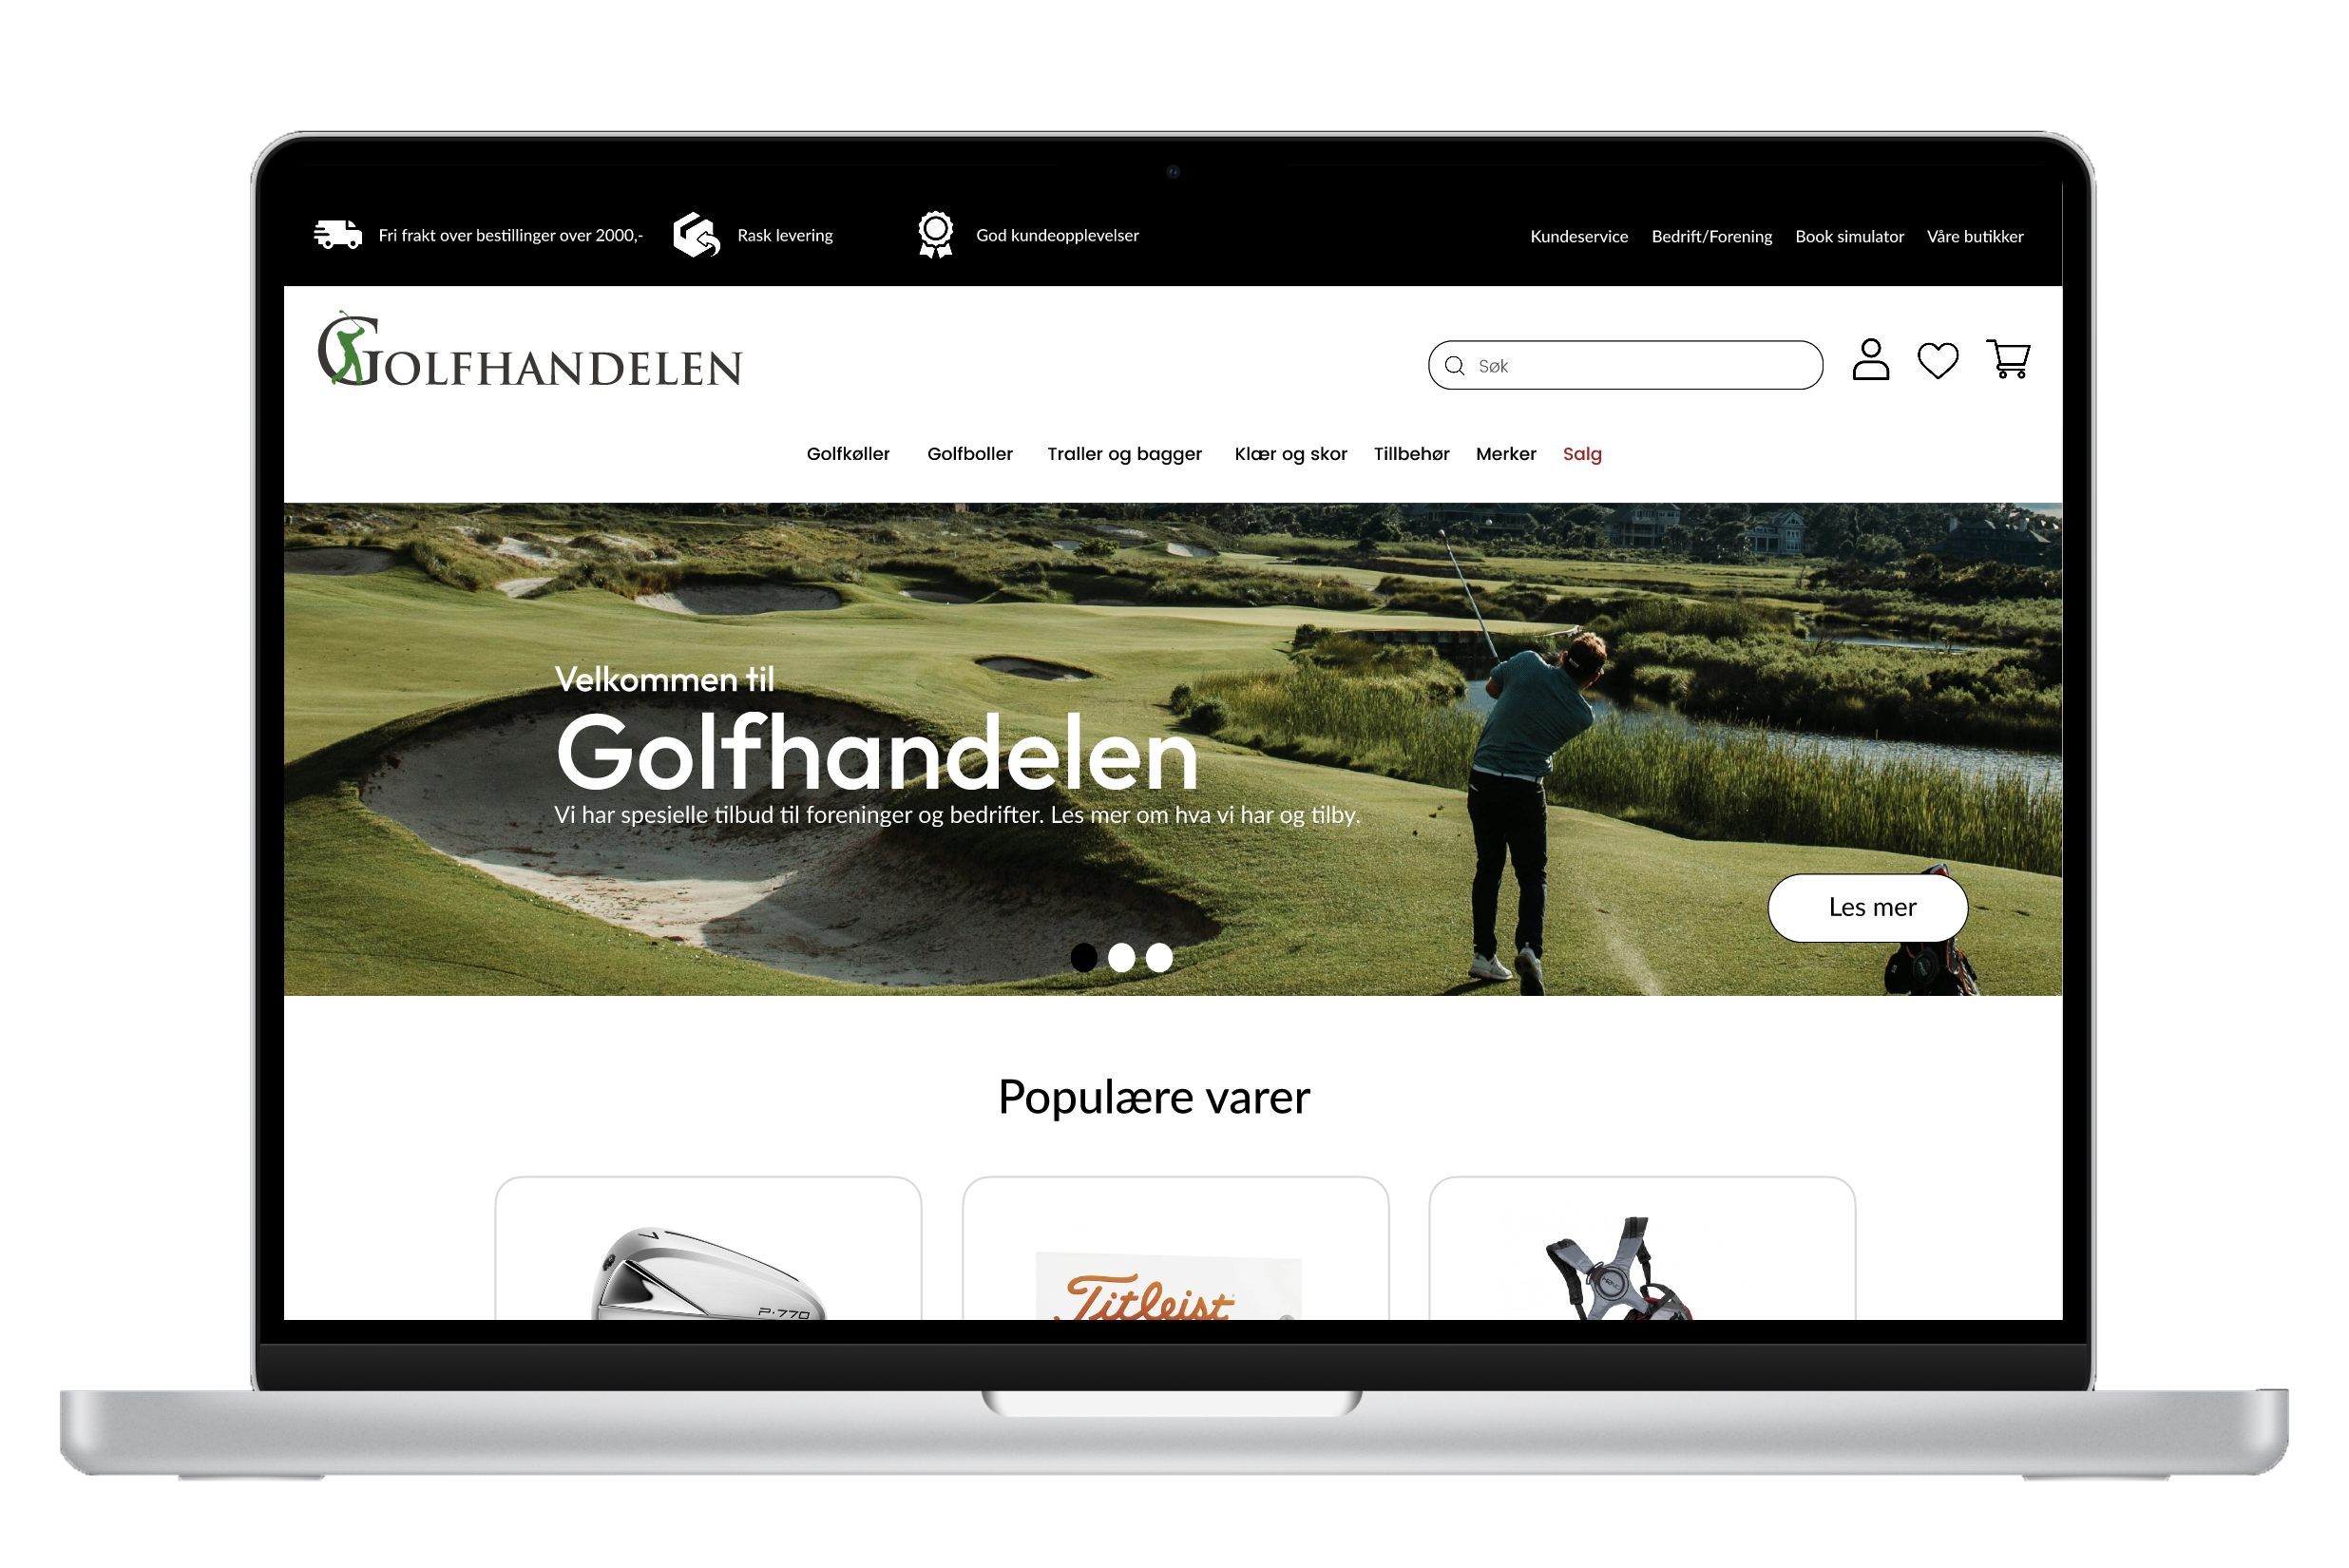 Fri frakt over bestillinger over 2000,-
Rask levering
God kundeopplevelser
Kundeservice
Bedrift/Forening
Book simulator
Våre butikker
GOLFHANDELEN
Søk
Golfkøller
Golfboller
Traller og bagger
Klær og skor
Tillbehør
Merker
Salg
Velkommen til
Golfhandelen
Vi har spesielle tilbud til foreninger og bedrifter. Les mer om hva vi har og tilby.
Les mer
Populære varer
P·770
Titleist